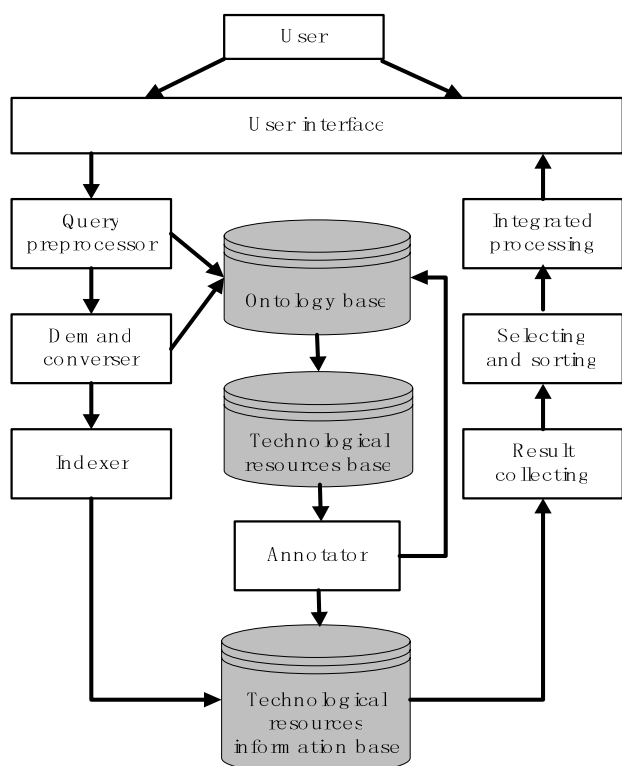 User
User interface
Query
preprocessor
Integrated
processing
Ontology base
Demand
converser
Selecting
and sorting
Technological
resources base
Indexer
Result
collecting
Annotator
Technological
resources
information base